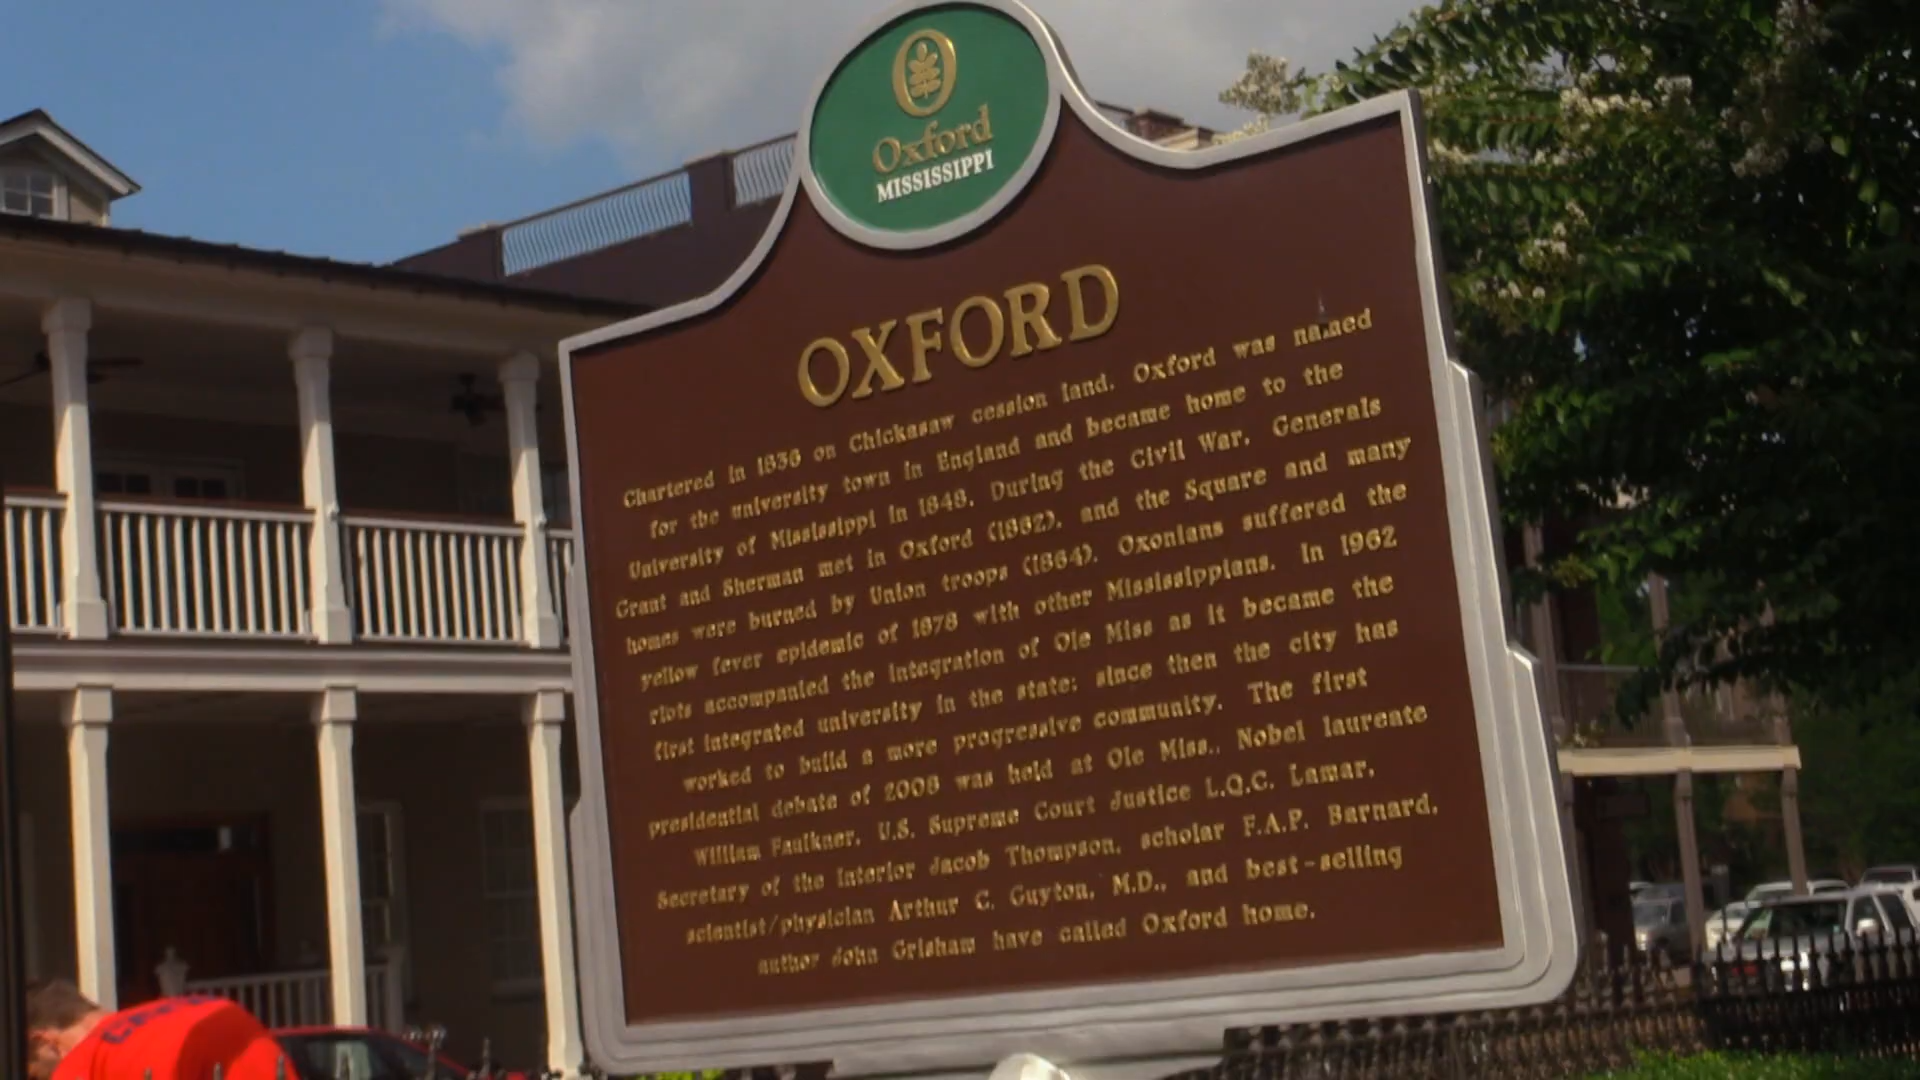 Oxford
MISSISSIPPI
OXFORD
Chartered in 1836 on Chickasaw cession land. Oxford was named
for the university town in England and became home to the
University of Mississippi in 1848. During the Civil War. Generals
Grant and Sherman met in Oxford (1862), and the Square and many
homes were burned by Union troops (1864). Oxonians suffered the
yellow fever epidemic of 1878 with other Mississippians. In 1962
riots accompanied the integration of Ole Miss as it became the
first integrated university in the state; since then the city has
worked to build a more progressive community. The first
presidential debate of 2008 was held at Ole Miss.. Nobel laureate
William Faulkner, U.S. Supreme Court Justice L.Q.C. Lamar,
Secretary of the Interior Jacob Thompson, scholar F.A.P. Barnard,
scientist/physician Arthur C. Guyton, M.D., and best-selling
author John Grisham have called Oxford home.